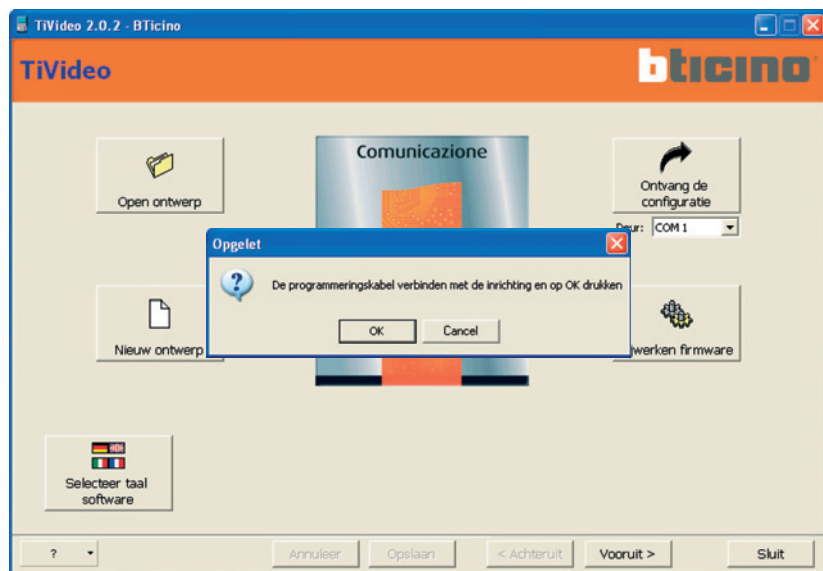 TiVideo 2.0.2 - BTicino
TiVideo
bticino
Open ontwerp
Comunicazione
Ontvang de
configuratie
COM 1
Opgelet
De programmeringskabel verbinden met de inrichting en op OK drukken
OK
Cancel
Nieuw ontwerp
werken firmware
Selecteer taal
software
?
Annuleer
Opslaan
< Achteruit
Vooruit >
Sluit